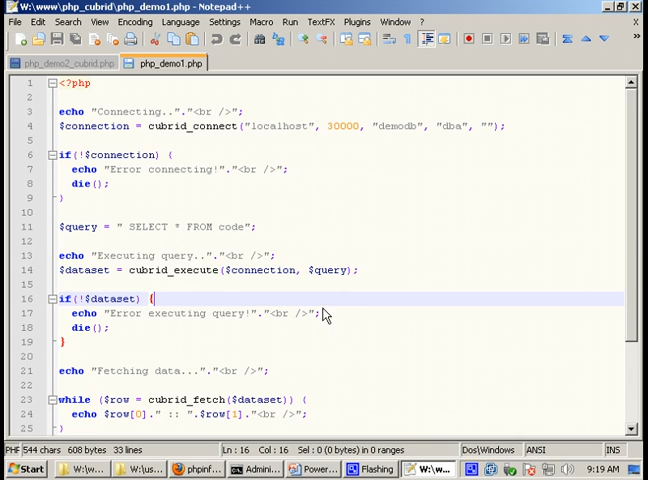 W:\www\php_cubrid\php_demo1.php - Notepad++
File Edit Search View Encoding Language Settings Macro Run TextFX Plugins Window ? X
php_demo2_cubrid.php php_demo1.php
1 <?php
2
3 echo "Connecting.."."<br />";
4 $connection = cubrid_connect("localhost", 30000, "demodb", "dba", "");
5
6 if(!$connection) {
7 echo "Error connecting!"."<br />";
8 die();
9 }
10
11 $query = " SELECT * FROM code";
12
13 echo "Executing query.."."<br />";
14 $dataset = cubrid_execute($connection, $query);
15
16 if(!$dataset) {
17 echo "Error executing query!"."<br />";
18 die();
19 }
20
21 echo "Fetching data..."."<br />";
22
23 while ($row = cubrid_fetch($dataset)) {
24 echo $row[0]." :: ".$row[1]."<br />";
25 }
PHF 544 chars 608 bytes 33 lines Ln : 16 Col : 16 Sel : 0 (0 bytes) in 0 ranges Dos\Windows ANSI INS
Start W:\w... W:\us... phpinf... Admini... Power... Flashing W:\w... 9:19 AM